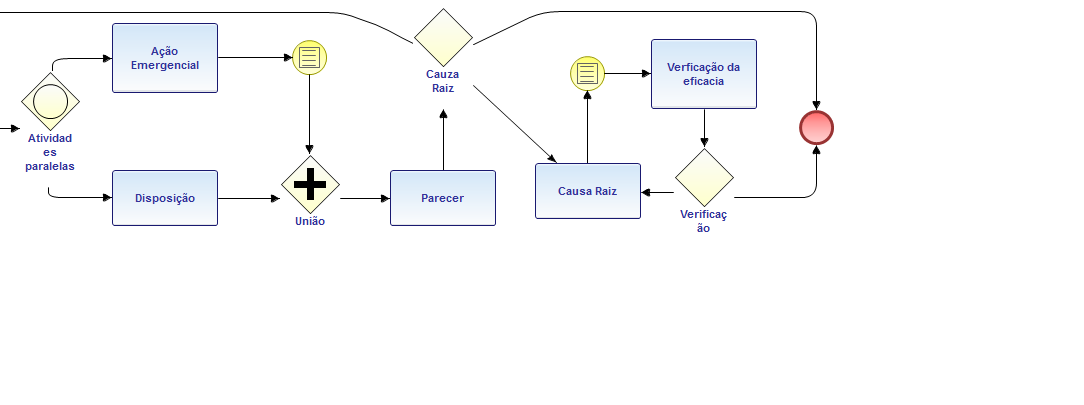 Ação
Emergencial
Cauza
Raiz
Verficação da
eficacia
Atividad
es
paralelas
Disposição
União
Parecer
Causa Raiz
Verificaç
ão